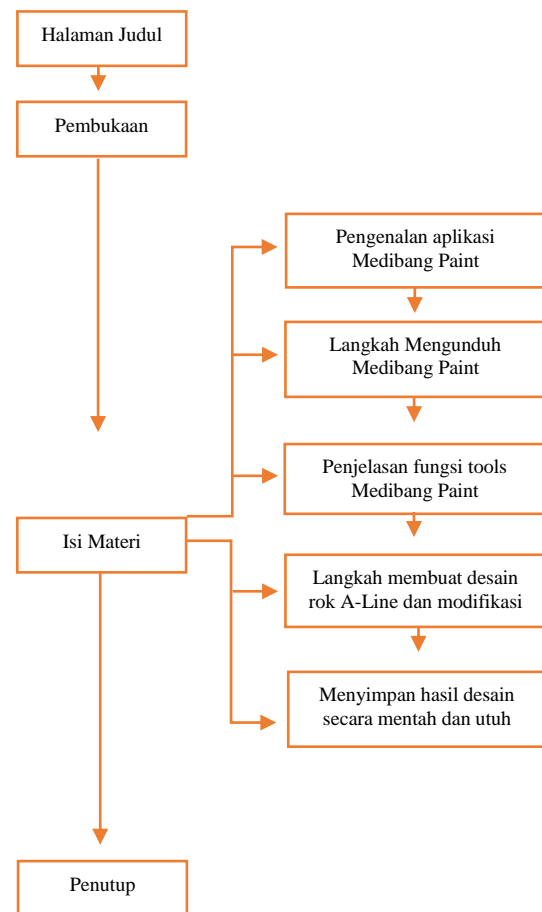 Halaman Judul
Pembukaan
Pengenalan aplikasi
Medibang Paint
Langkah Mengunduh
Medibang Paint
Penjelasan fungsi tools
Medibang Paint
Isi Materi
Langkah membuat desain
rok A-Line dan modifikasi
Menyimpan hasil desain
secara mentah dan utuh
Penutup